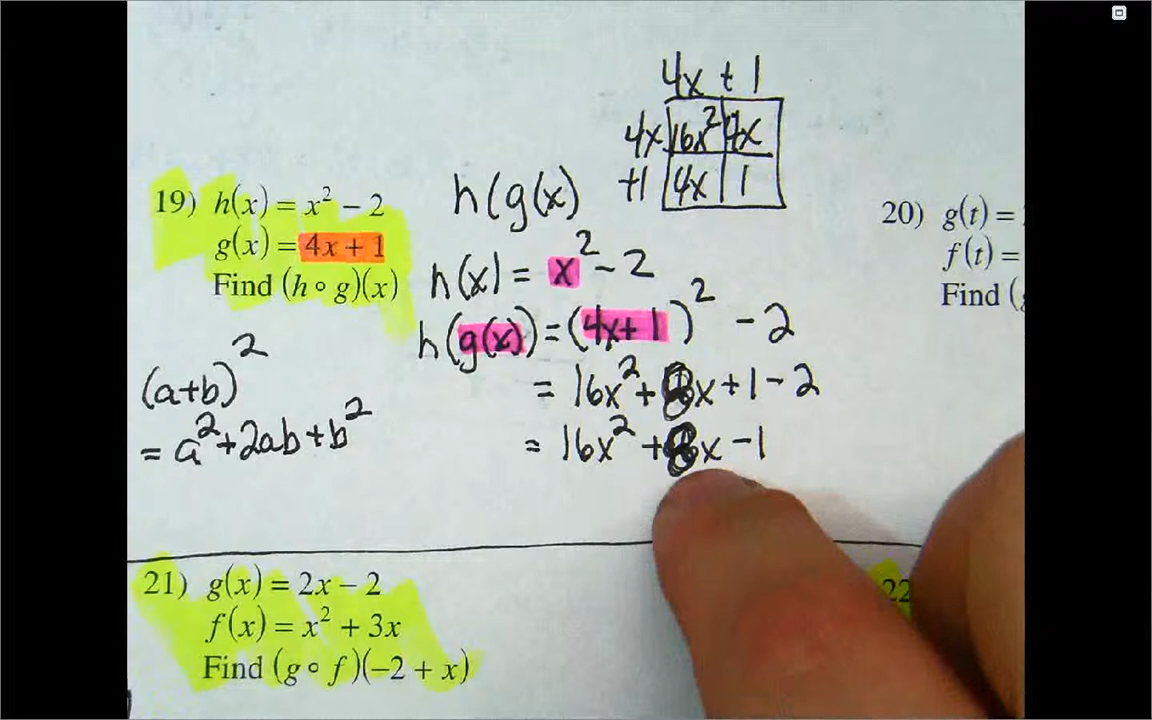 4x + 1
4x 16x² 4x
+1 4x 1
19) h(x) = x² − 2
g(x) = 4x + 1
Find (h ∘ g)(x)
h(g(x)
h(x) = x² − 2
h(g(x)) = (4x+1)² − 2
= 16x² + 8x + 1 − 2
= 16x² + 8x − 1
(a+b)²
= a² + 2ab + b²
20) g(t) =
f(t) =
Find (
21) g(x) = 2x − 2
f(x) = x² + 3x
Find (g ∘ f)(−2 + x)
22